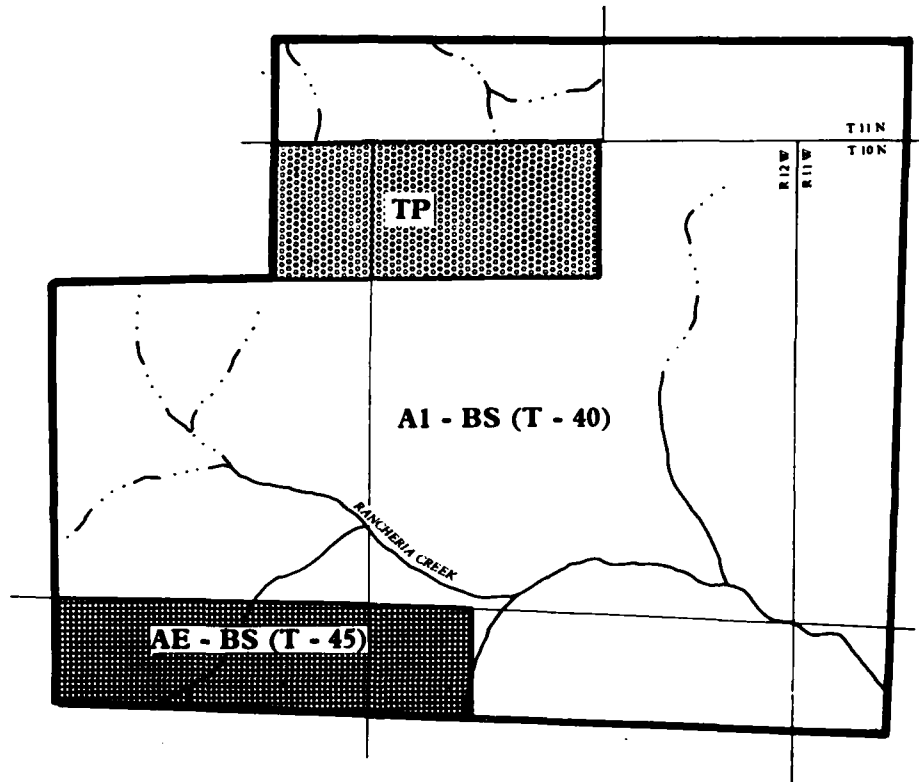 T 11 N
T 10 N
R 12 W
R 11 W
TP
A1 - BS (T - 40)
RANCHERIA CREEK
AE - BS (T - 45)